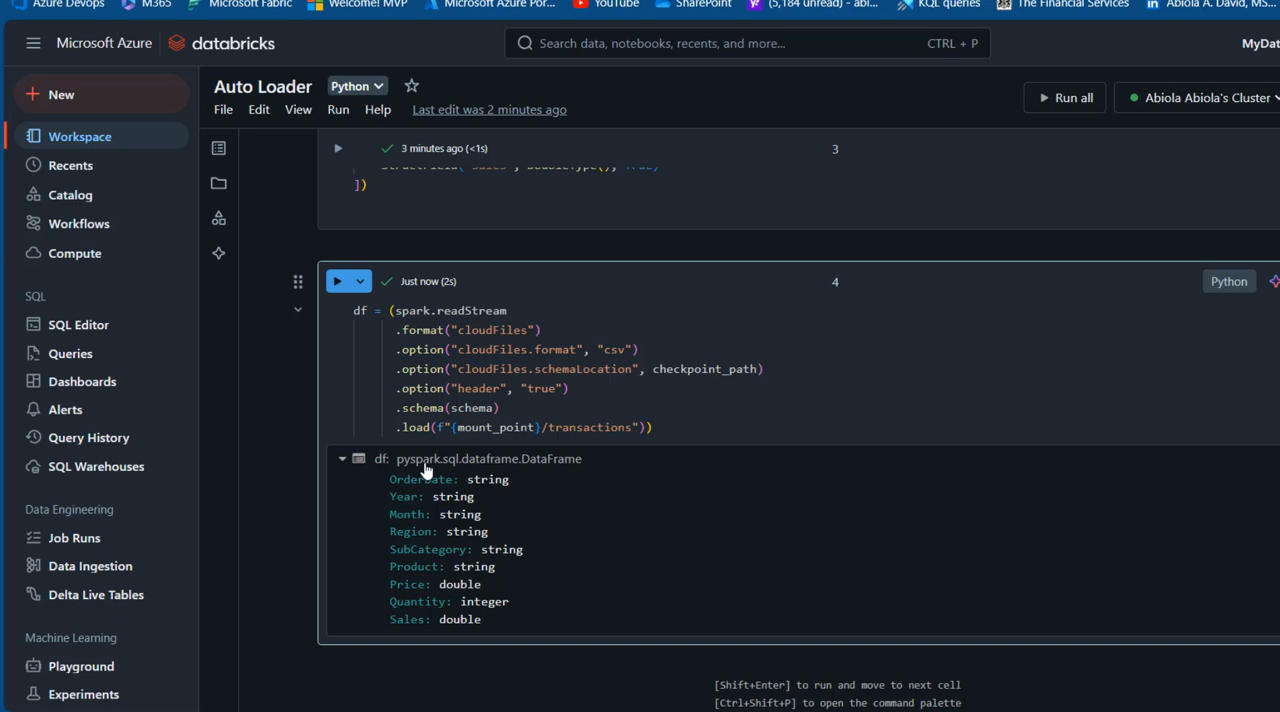 Azure DevOps M365 Microsoft Fabric Welcome! MVP Microsoft Azure Por... YouTube SharePoint (5,184 unread) - abi... KQL queries The Financial Services Abiola A. David, MS...
Microsoft Azure databricks Search data, notebooks, recents, and more... CTRL + P MyDat
New
Workspace
Recents
Catalog
Workflows
Compute
SQL
SQL Editor
Queries
Dashboards
Alerts
Query History
SQL Warehouses
Data Engineering
Job Runs
Data Ingestion
Delta Live Tables
Machine Learning
Playground
Experiments
Auto Loader Python
File Edit View Run Help Last edit was 2 minutes ago
Run all Abiola Abiola's Cluster
3 minutes ago (<1s) 3
StructField("Sales", DoubleType(), True)
])
Just now (2s) 4 Python
df = (spark.readStream
.format("cloudFiles")
.option("cloudFiles.format", "csv")
.option("cloudFiles.schemaLocation", checkpoint_path)
.option("header", "true")
.schema(schema)
.load(f"{mount_point}/transactions"))
df: pyspark.sql.dataframe.DataFrame
OrderDate: string
Year: string
Month: string
Region: string
SubCategory: string
Product: string
Price: double
Quantity: integer
Sales: double
[Shift+Enter] to run and move to next cell
[Ctrl+Shift+P] to open the command palette